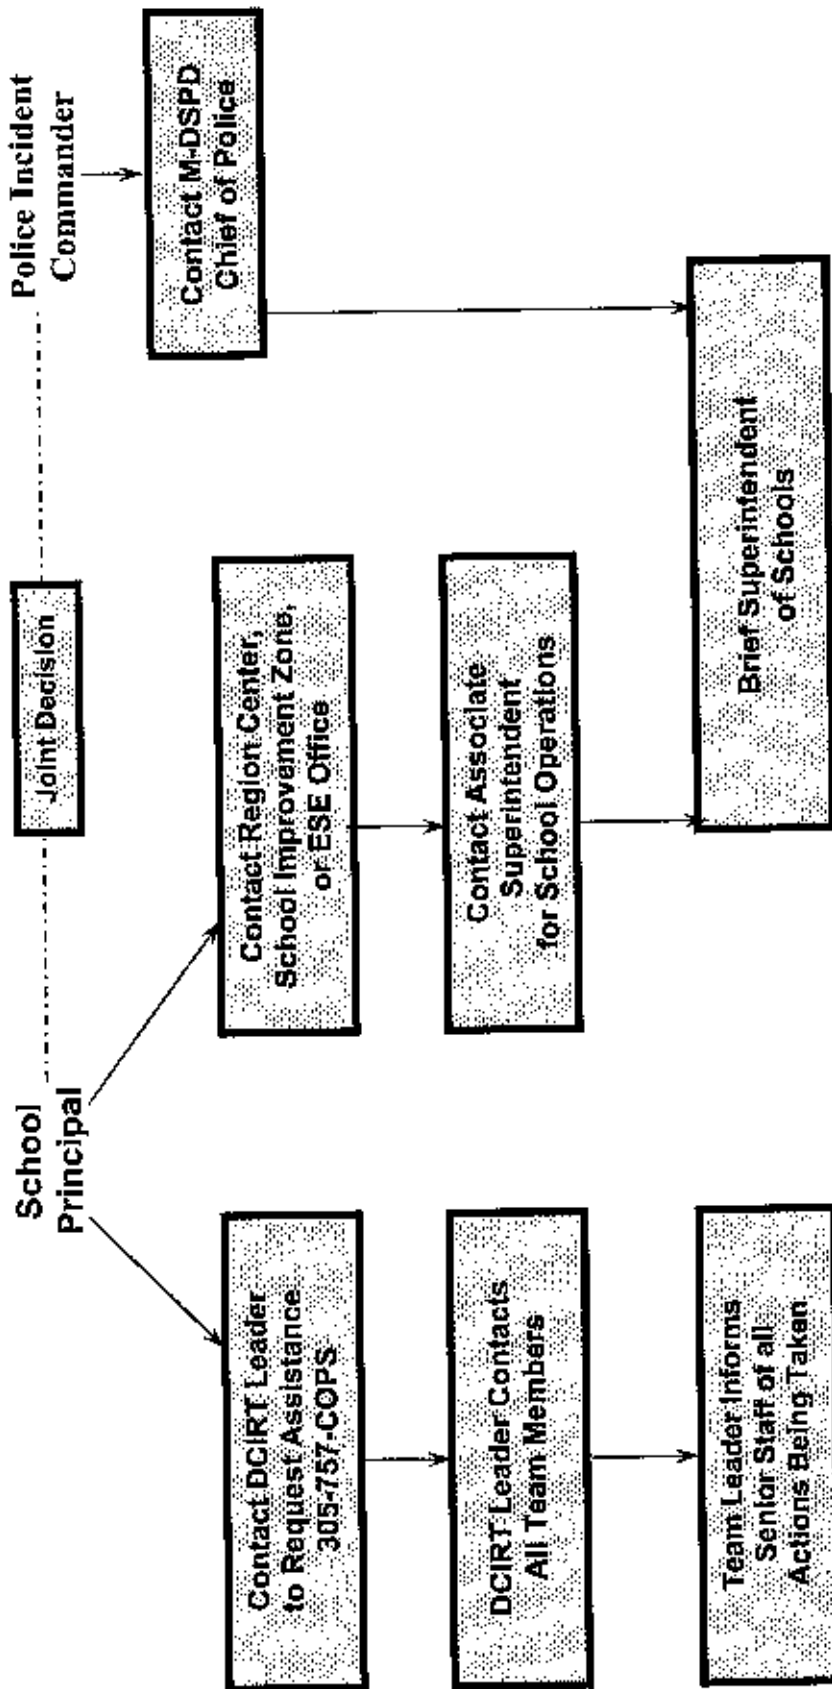 School
Principal
Joint Decision
Police Incident
Commander
Contact M-DSPD
Chief of Police
Contact DCIRT Leader
to Request Assistance
305-757-COPS
Contact Region Center,
School Improvement Zone,
or ESE Office
DCIRT Leader Contacts
All Team Members
Contact Associate
Superintendent
for School Operations
Team Leader Informs
Senior Staff of all
Actions Being Taken
Brief Superintendent
of Schools